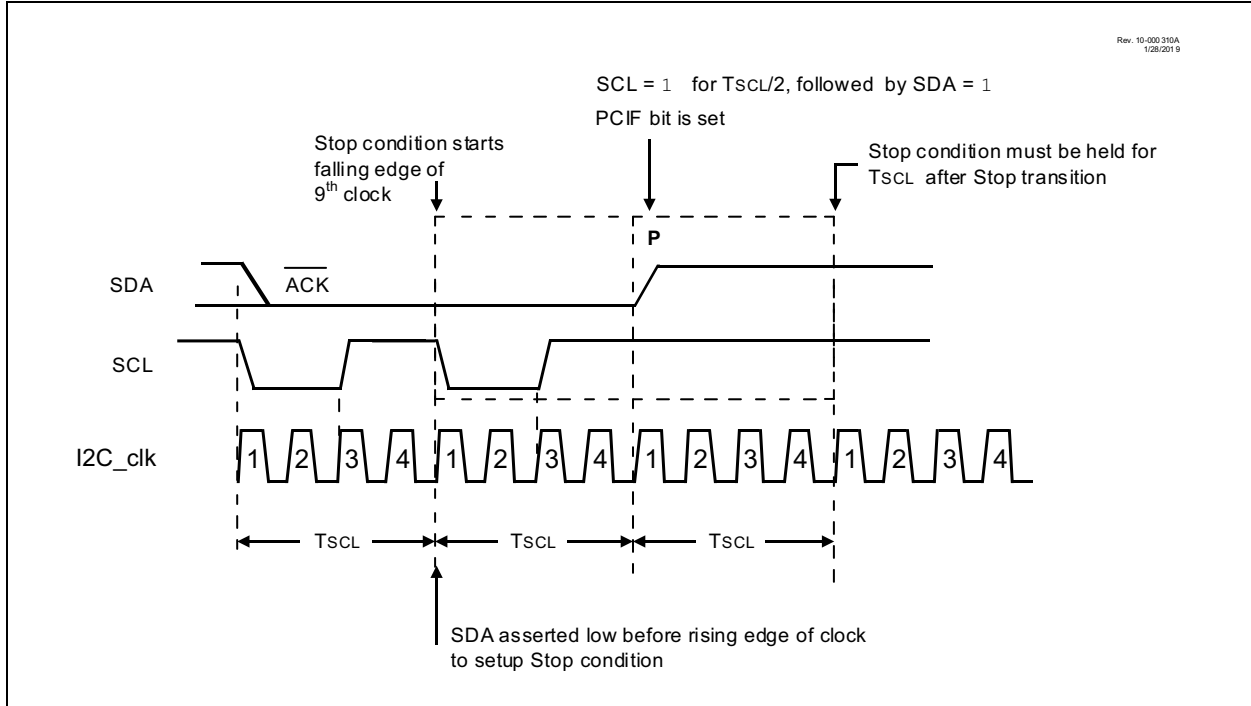 Rev. 10-000 310A
1/28/201 9
SCL = 1 for TSCL/2, followed by SDA = 1
PCIF bit is set
Stop condition starts
falling edge of
9th clock
Stop condition must be held for
TSCL after Stop transition
P
SDA
ACK
SCL
I2C_clk
1 2 3 4 1 2 3 4 1 2 3 4 1 2 3 4
TSCL TSCL TSCL
SDA asserted low before rising edge of clock
to setup Stop condition